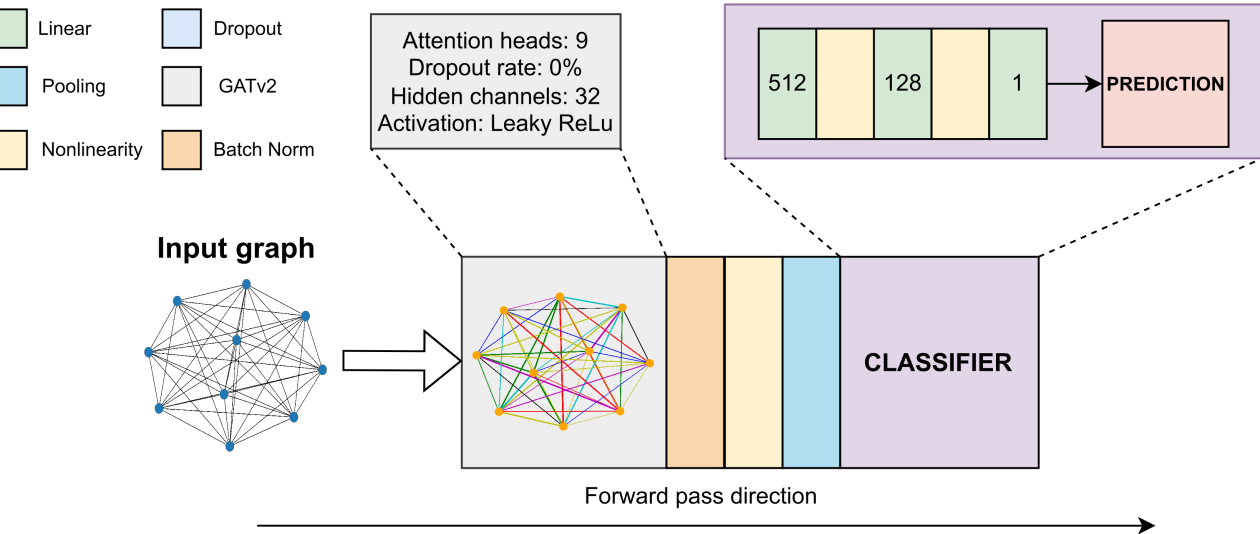 Linear
Dropout
Pooling
GATv2
Nonlinearity
Batch Norm
Attention heads: 9
Dropout rate: 0%
Hidden channels: 32
Activation: Leaky ReLu
512
128
1
PREDICTION
Input graph
CLASSIFIER
Forward pass direction